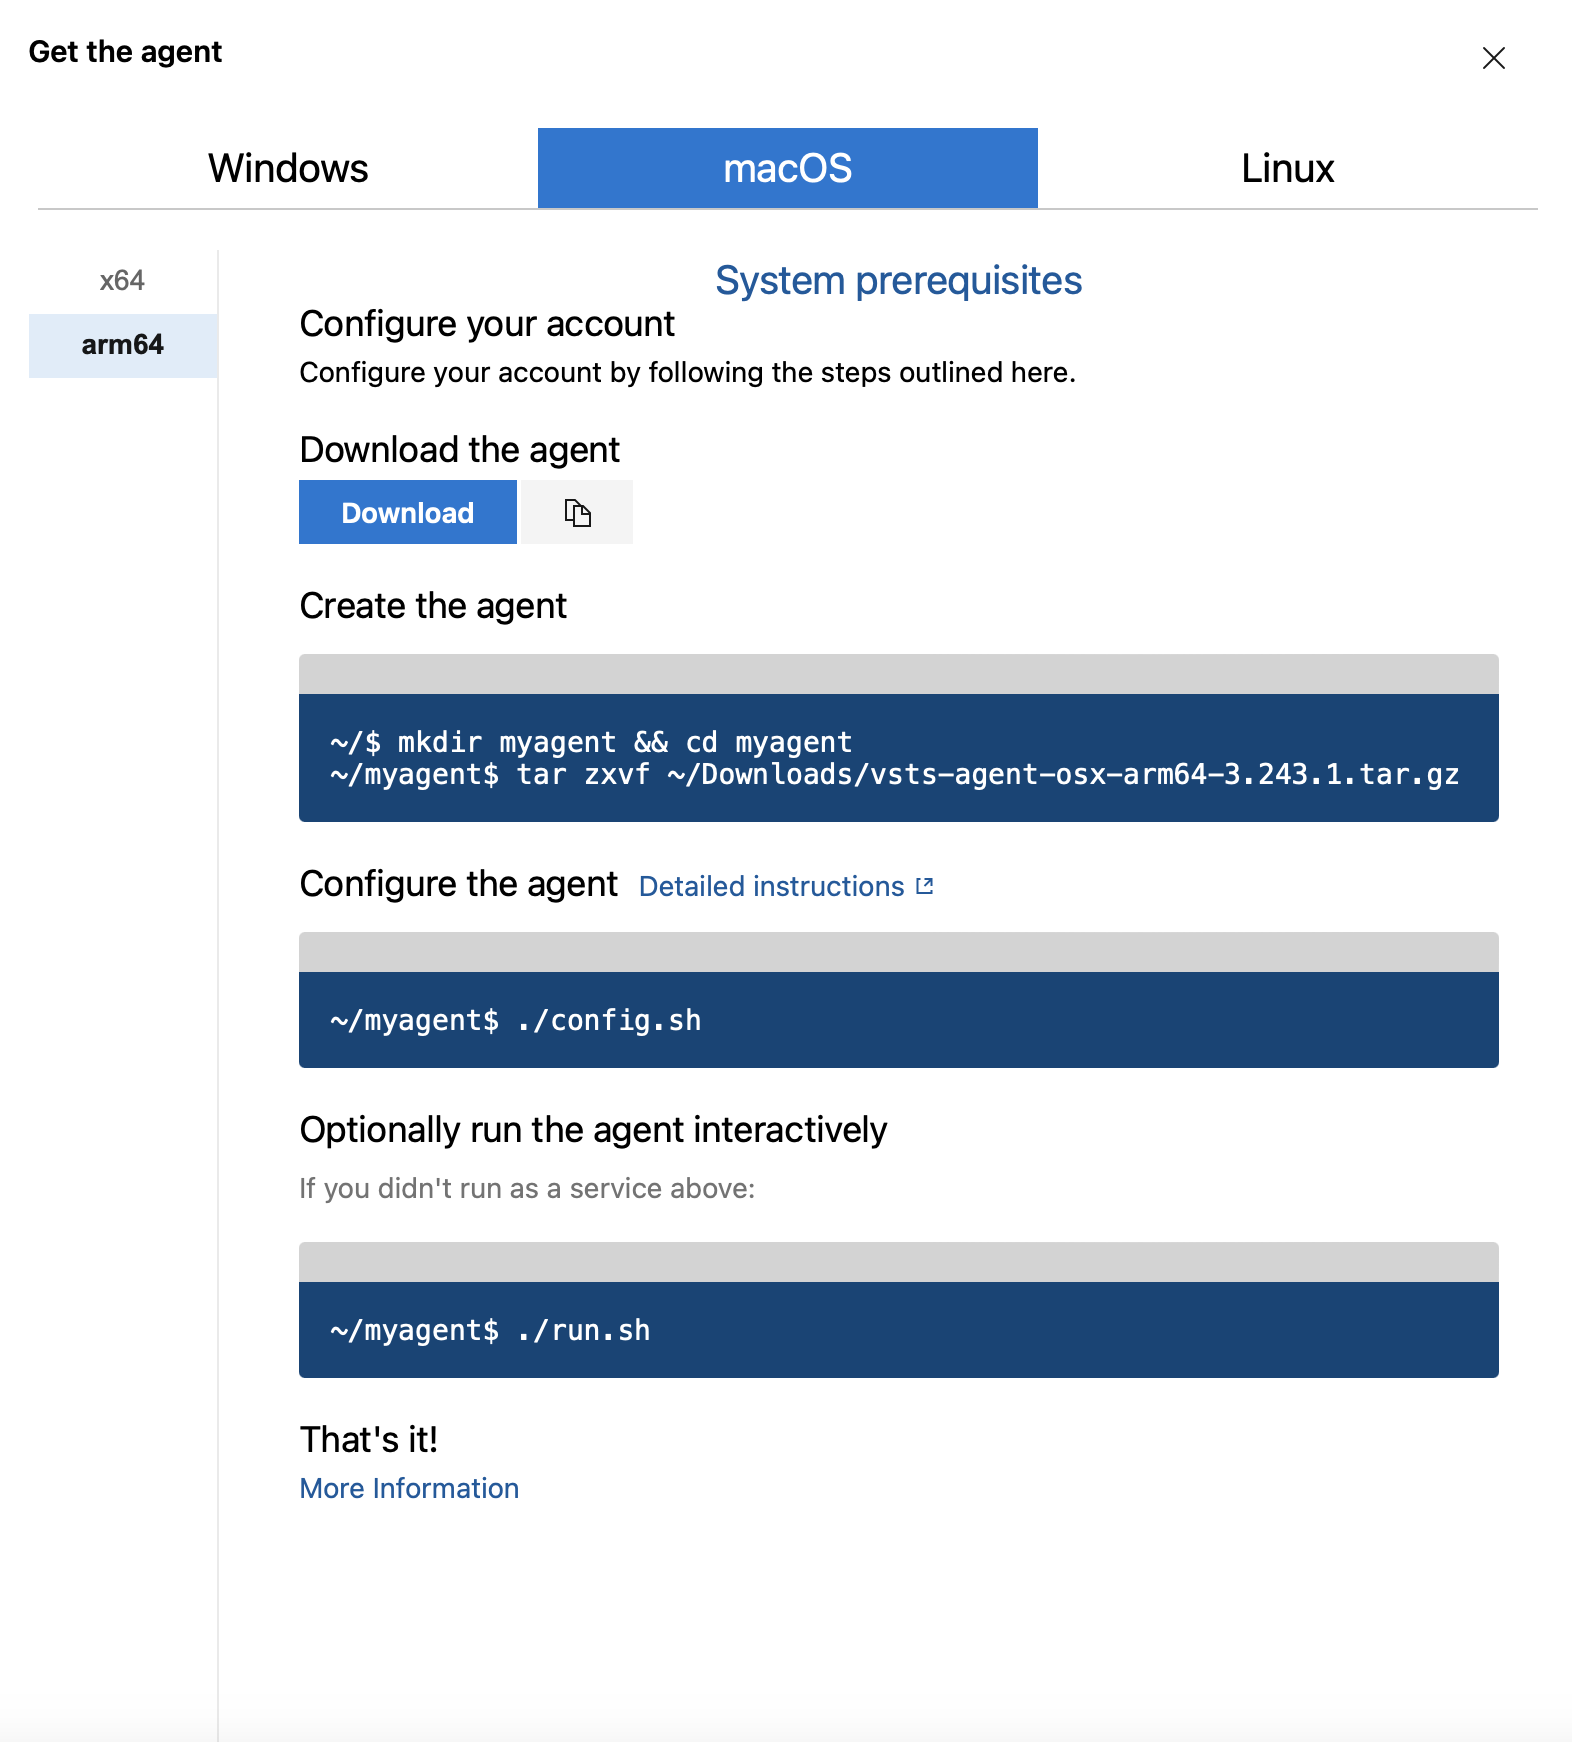 Get the agent
Windows
macOS
Linux
x64
arm64
System prerequisites
Configure your account
Configure your account by following the steps outlined here.
Download the agent
Download
Create the agent
~/$ mkdir myagent && cd myagent
~/myagent$ tar zxvf ~/Downloads/vsts-agent-osx-arm64-3.243.1.tar.gz
Configure the agent Detailed instructions
~/myagent$ ./config.sh
Optionally run the agent interactively
If you didn't run as a service above:
~/myagent$ ./run.sh
That's it!
More Information